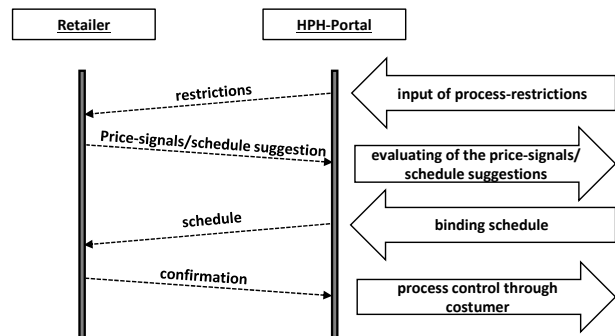 Retailer
HPH-Portal
restrictions
input of process-restrictions
Price-signals/schedule suggestion
evaluating of the price-signals/
schedule suggestions
schedule
binding schedule
confirmation
process control through
costumer